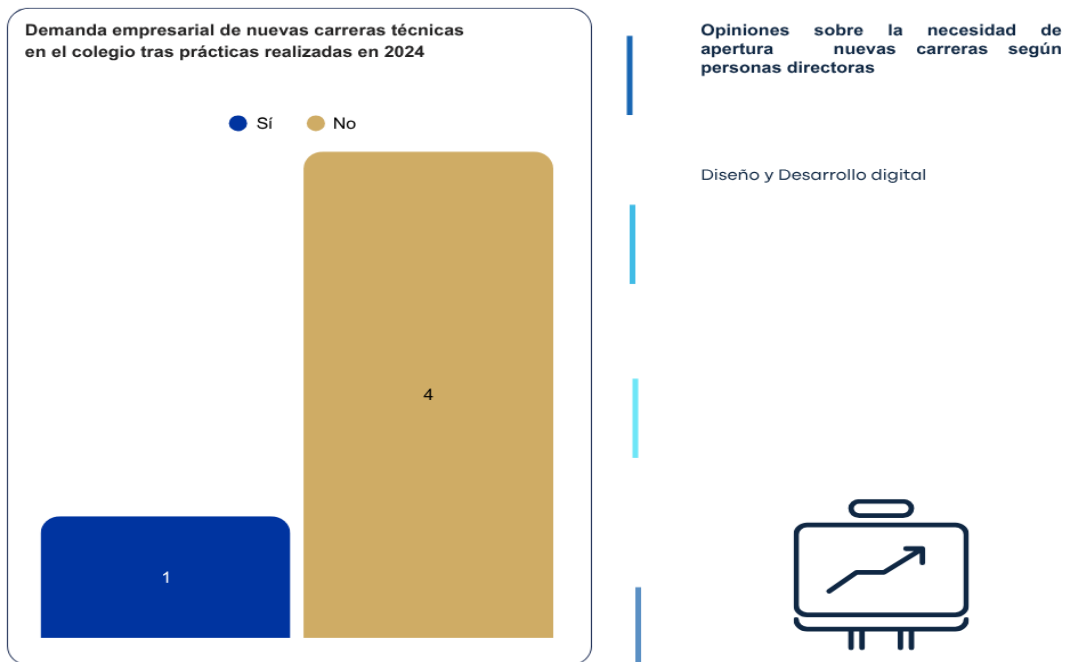 Demanda empresarial de nuevas carreras técnicas
en el colegio tras prácticas realizadas en 2024
Sí
No
4
1
Opiniones sobre la necesidad de
apertura nuevas carreras según
personas directoras
Diseño y Desarrollo digital